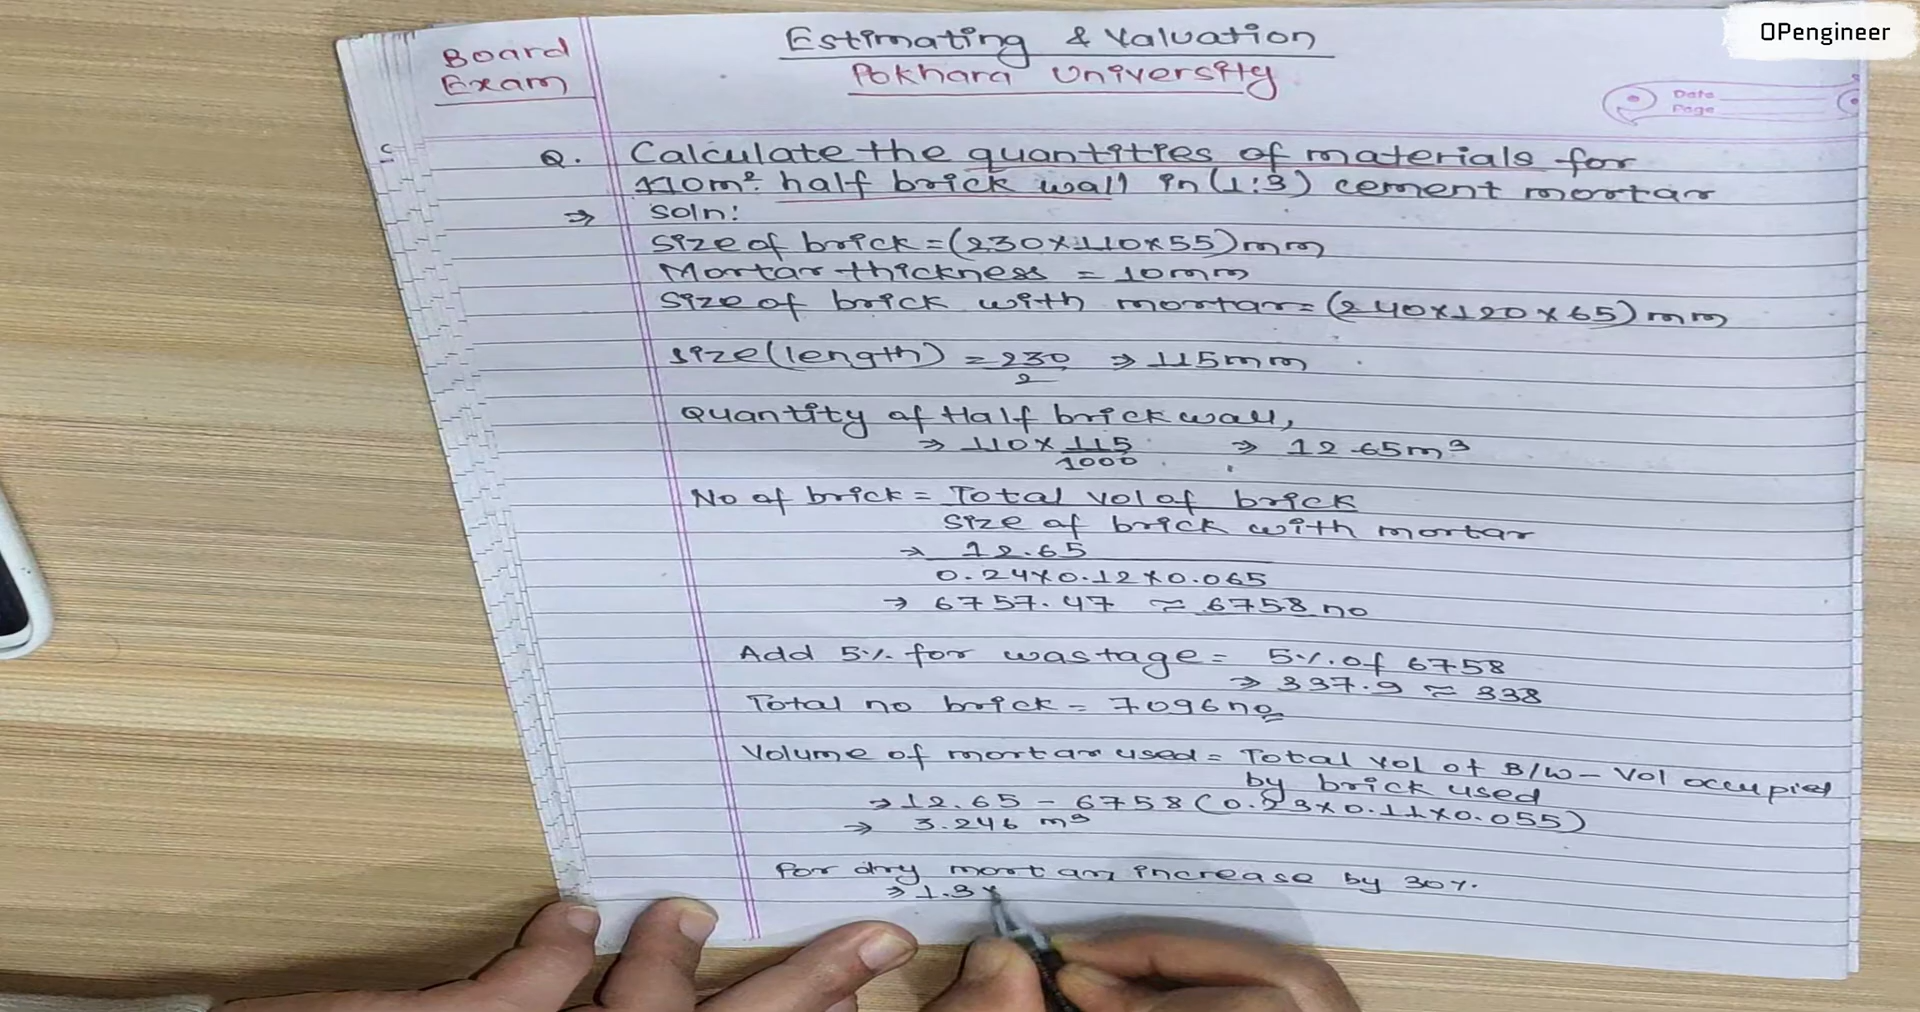 OPengineer
Board
Exam
Estimating & Valuation
Pokhara University
Date
Page
Q. Calculate the quantities of materials for
110m². half brick wall in (1:3) cement mortar
⇒ Soln:
Size of brick = (230×110×55)mm
Mortar thickness = 10mm
Size of brick with mortar = (240×120×65)mm
Size(length) = 230/2 ⇒ 115mm
Quantity of Half brick wall,
⇒ 110 × 115/1000 ⇒ 12.65m³
No of brick = Total vol of brick
Size of brick with mortar
→ 12.65
0.24×0.12×0.065
→ 6757.47 ≈ 6758 no
Add 5% for wastage = 5% of 6758
⇒ 337.9 ≈ 338
Total no brick = 7096 no
Volume of mortar used = Total vol of B/W - Vol occupied
by brick used
⇒ 12.65 - 6758 (0.23×0.11×0.055)
⇒ 3.246 m³
For dry mortar increase by 30%.
⇒ 1.3×